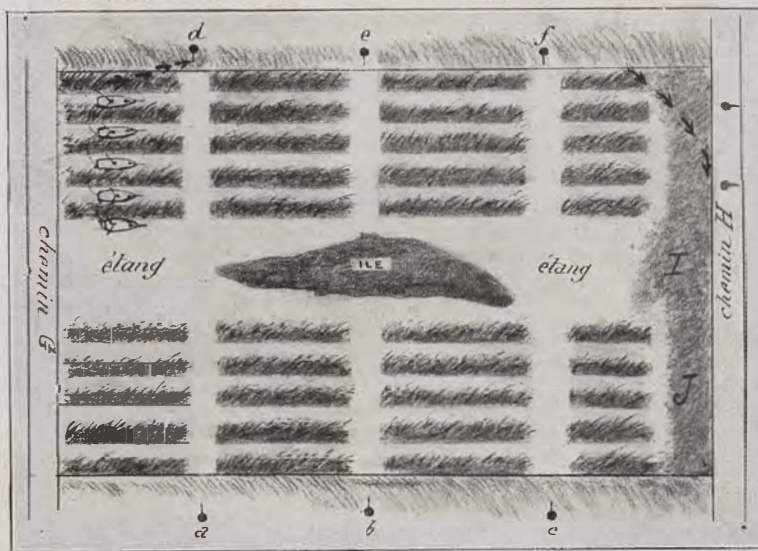 d e f
chemin G
étang
ILE
étang
I
chemin H
J
a b c